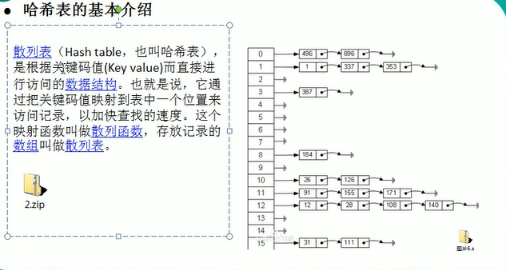 ● 哈希表的基本介绍
散列表（Hash table，也叫哈希表），
是根据关键码值(Key value)而直接进
行访问的数据结构。也就是说，它通
过把关键码值映射到表中一个位置来
访问记录，以加快查找的速度。这个
映射函数叫做散列函数，存放记录的
数组叫做散列表。
2.zip
0 496 896
1 1 337 353
2
3 387
4
5
6
7
8 184
9
10 26 126
11 91 155 171
12 12 28 108 140
13
14
15 31 111